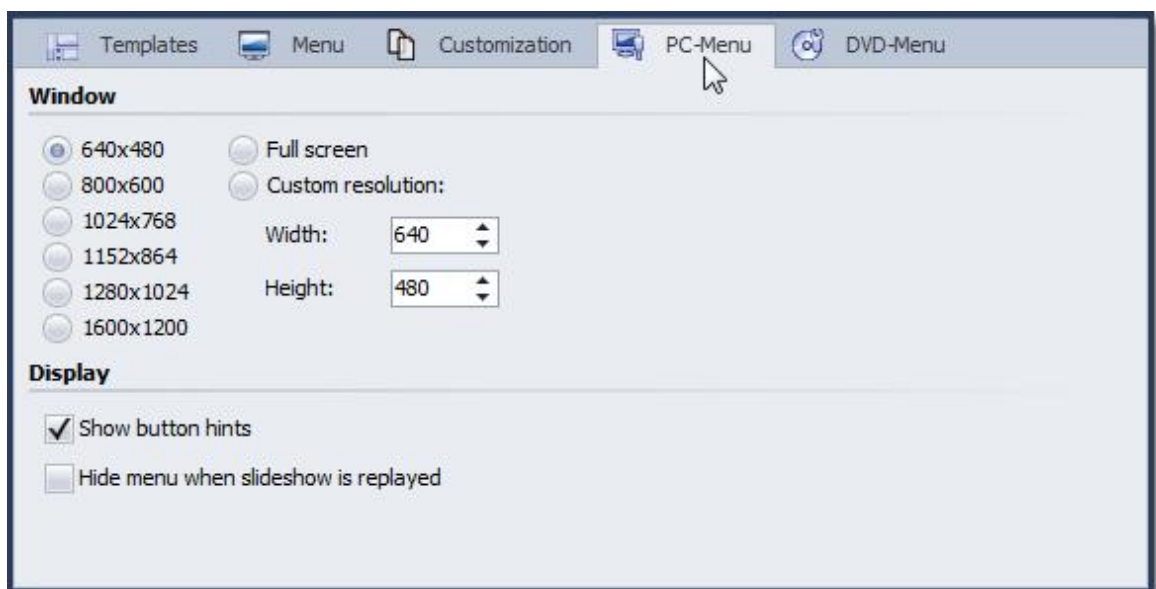 Templates Menu Customization PC-Menu DVD-Menu
Window
640x480 Full screen
800x600 Custom resolution:
1024x768
Width: 640
1152x864
1280x1024 Height: 480
1600x1200
Display
Show button hints
Hide menu when slideshow is replayed